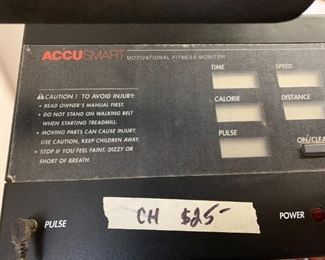 ACCUSMART MOTIVATIONAL FITNESS MONITOR
TIME SPEED
CAUTION ! TO AVOID INJURY:
• READ OWNER'S MANUAL FIRST.
• DO NOT STAND ON WALKING BELT
WHEN STARTING TREADMILL.
• MOVING PARTS CAN CAUSE INJURY,
USE CAUTION, KEEP CHILDREN AWAY.
• STOP IF YOU FEEL FAINT, DIZZY OR
SHORT OF BREATH.
CALORIE DISTANCE
PULSE
ON/CLEA
PULSE
CH $25-
POWER